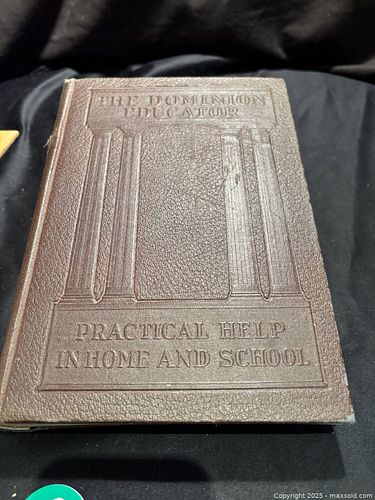 THE DOMINION
EDUCATOR
PRACTICAL HELP
IN HOME AND SCHOOL
Copyright © 2025 - maxsold.com